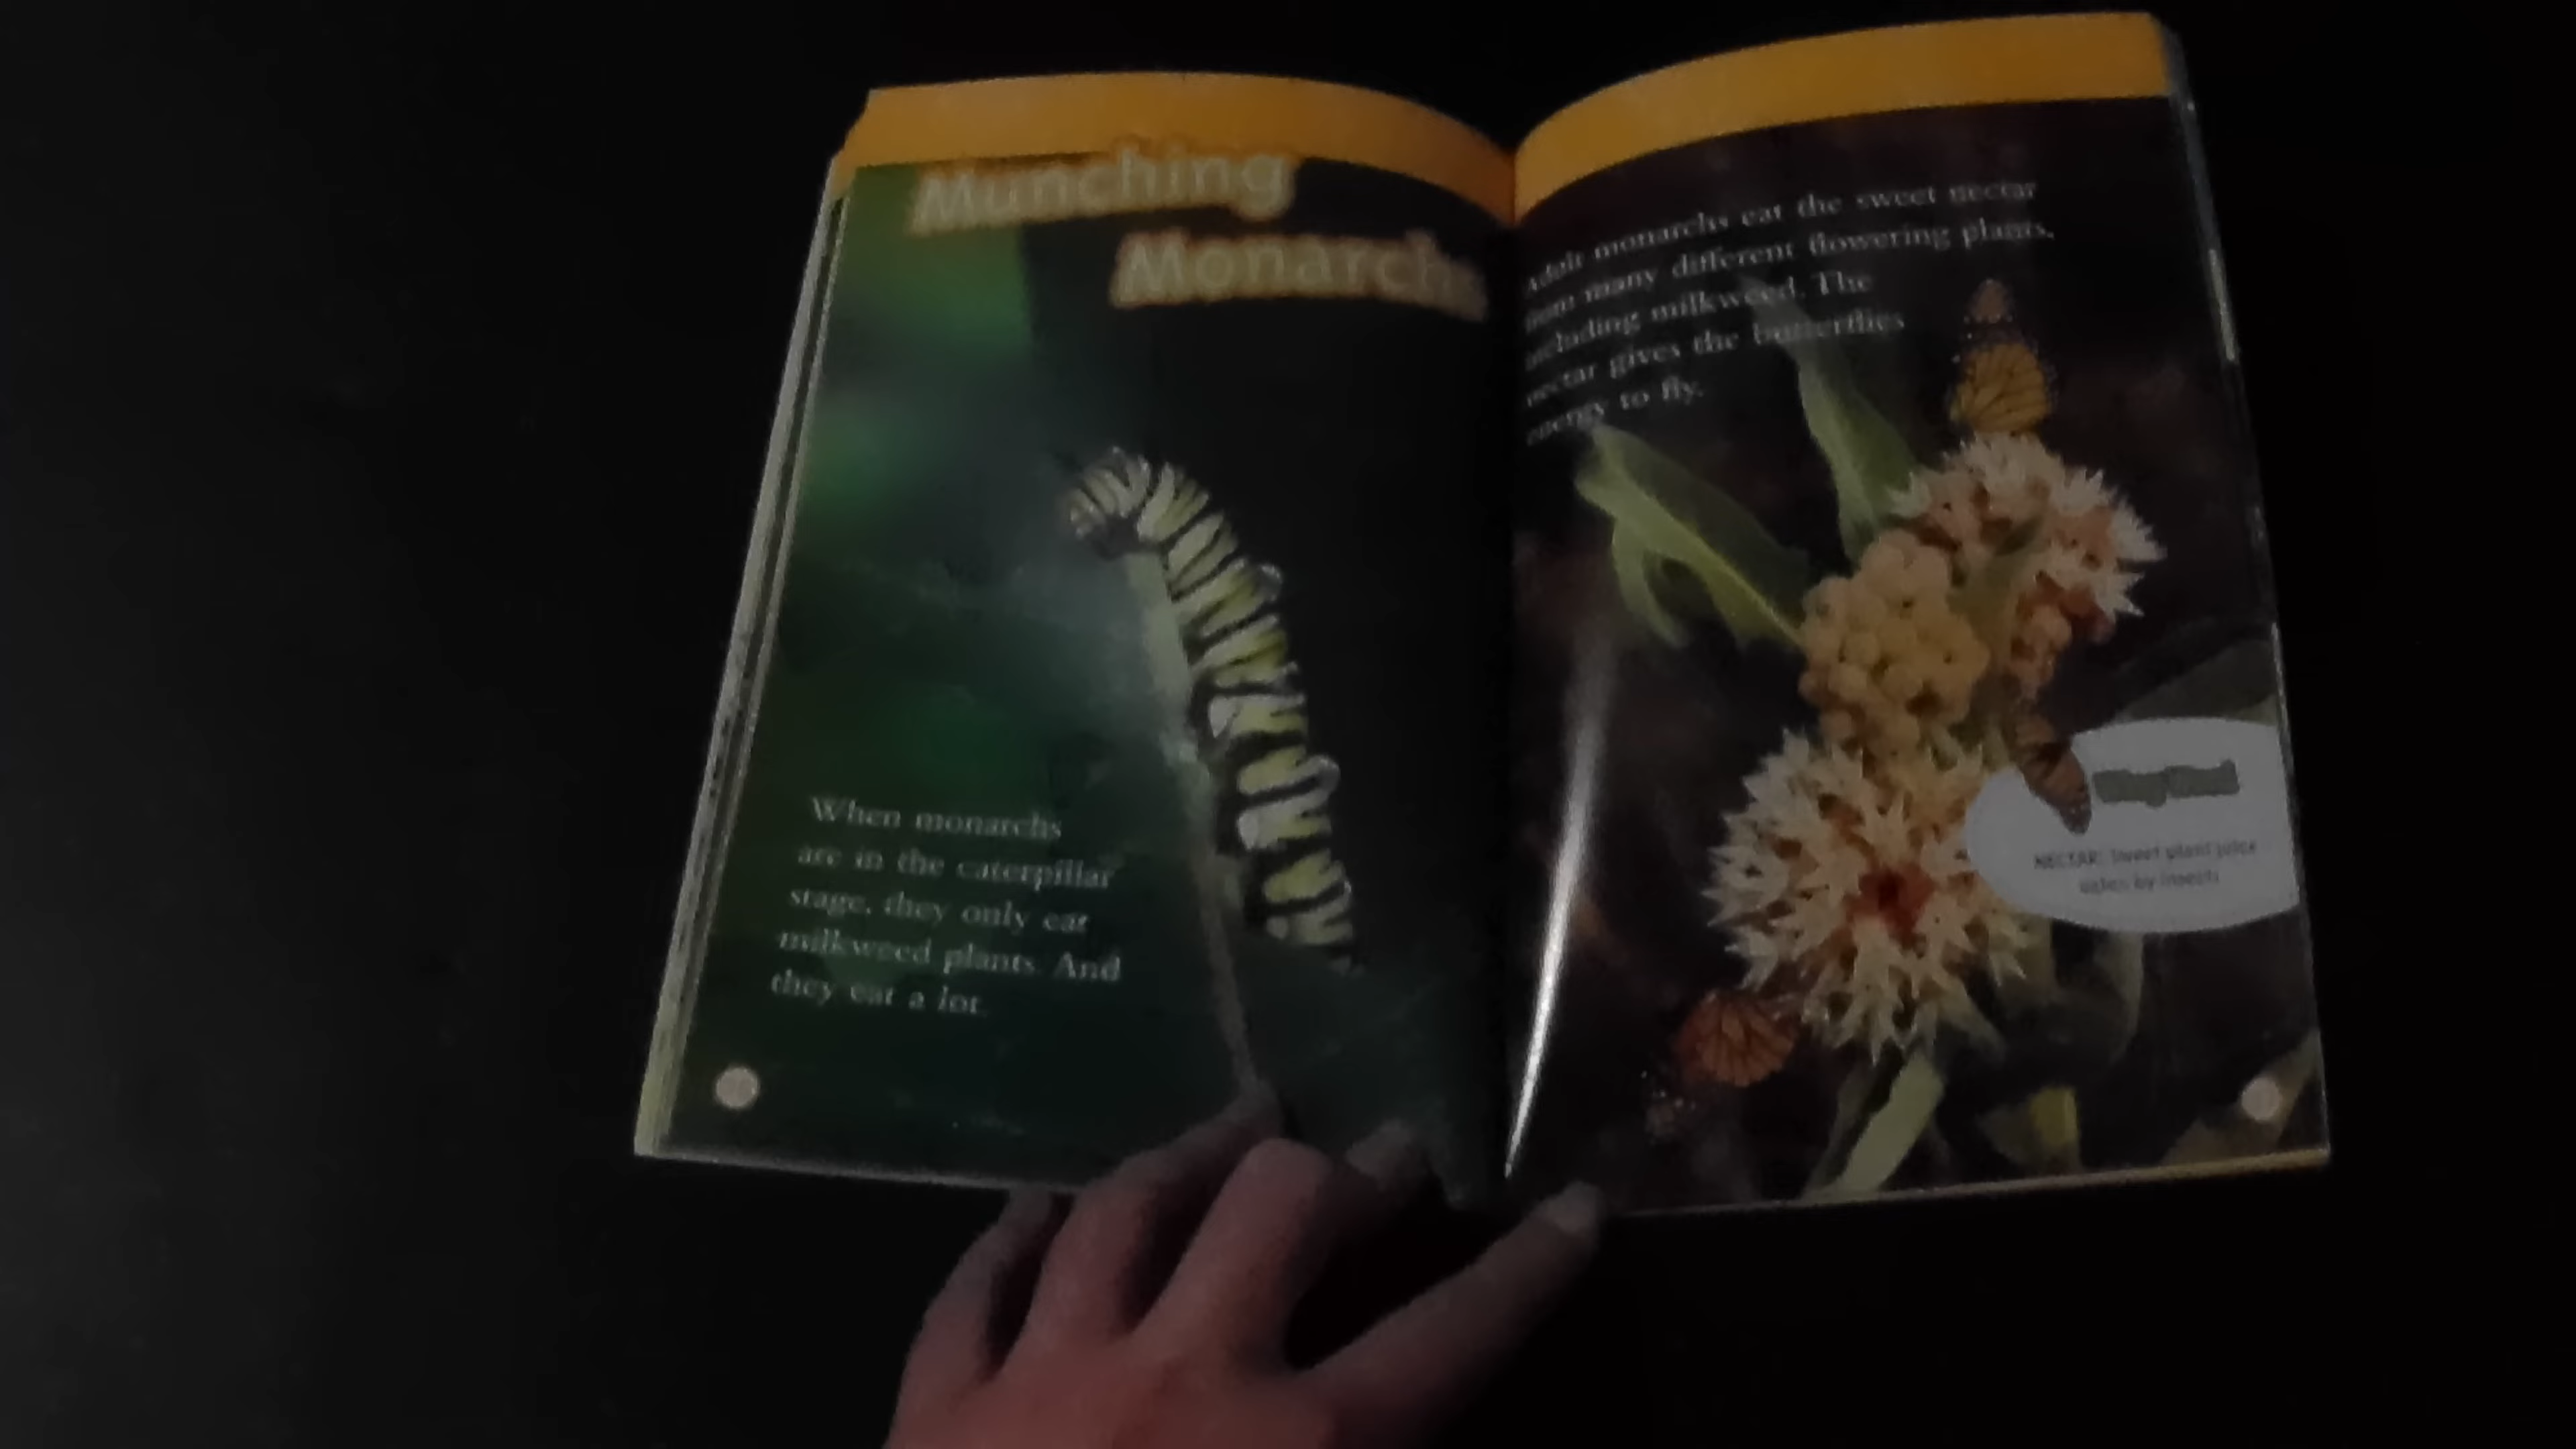 Munching
Monarchs
When monarchs
are in the caterpillar
stage, they only eat
milkweed plants. And
they eat a lot.
Adult monarchs eat the sweet nectar
from many different flowering plants,
including milkweed. The
nectar gives the butterflies
energy to fly.
NECTAR: Sweet plant juice
eaten by insects